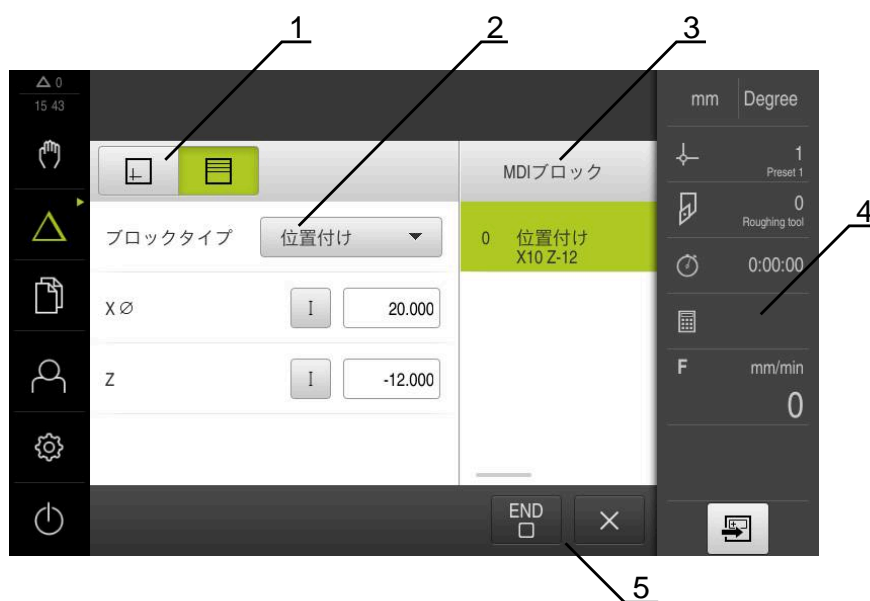 1
2
3
0
15 43
mm
Degree
MDIブロック
1
Preset 1
ブロックタイプ
位置付け
0 位置付け
X10 Z-12
0
Roughing tool
4
0:00:00
X Ø
I
20.000
Z
I
-12.000
F
mm/min
0
END
5